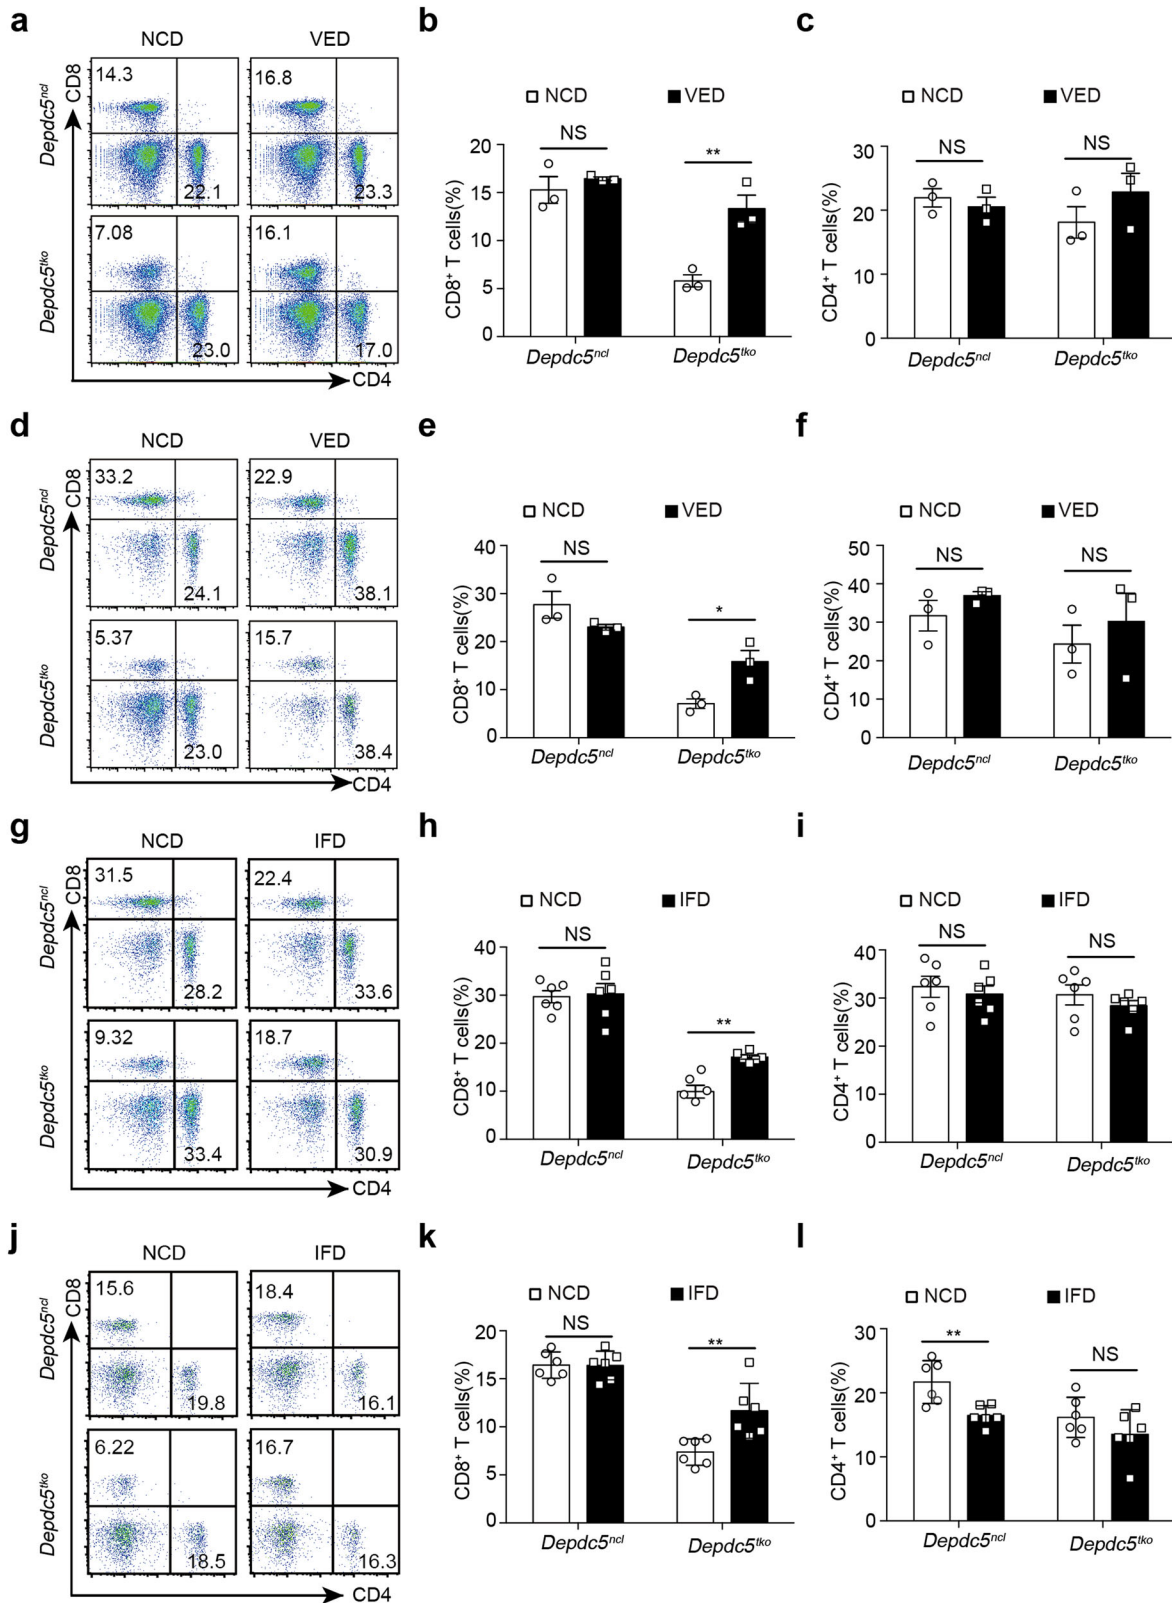 a
NCD VED
CD8
Depdc5ncl
14.3 16.8
22.1 23.3
Depdc5tko
7.08 16.1
23.0 17.0
CD4
b
NCD VED
CD8+ T cells(%)
20
15
10
5
0
NS
**
Depdc5ncl Depdc5tko
c
NCD VED
CD4+ T cells(%)
30
20
10
0
NS
NS
Depdc5ncl Depdc5tko
d
NCD VED
CD8
Depdc5ncl
33.2 22.9
24.1 38.1
Depdc5tko
5.37 15.7
23.0 38.4
CD4
e
NCD VED
CD8+ T cells(%)
40
30
20
10
0
NS
*
Depdc5ncl Depdc5tko
f
NCD VED
CD4+ T cells(%)
50
40
30
20
10
0
NS
NS
Depdc5ncl Depdc5tko
g
NCD IFD
CD8
Depdc5ncl
31.5 22.4
28.2 33.6
Depdc5tko
9.32 18.7
33.4 30.9
CD4
h
NCD IFD
CD8+ T cells(%)
40
30
20
10
0
NS
**
Depdc5ncl Depdc5tko
i
NCD IFD
CD4+ T cells(%)
40
30
20
10
0
NS
NS
Depdc5ncl Depdc5tko
j
NCD IFD
CD8
Depdc5ncl
15.6 18.4
19.8 16.1
Depdc5tko
6.22 16.7
18.5 16.3
CD4
k
NCD IFD
CD8+ T cells(%)
20
15
10
5
0
NS
**
Depdc5ncl Depdc5tko
l
NCD IFD
CD4+ T cells(%)
30
20
10
0
**
NS
Depdc5ncl Depdc5tko